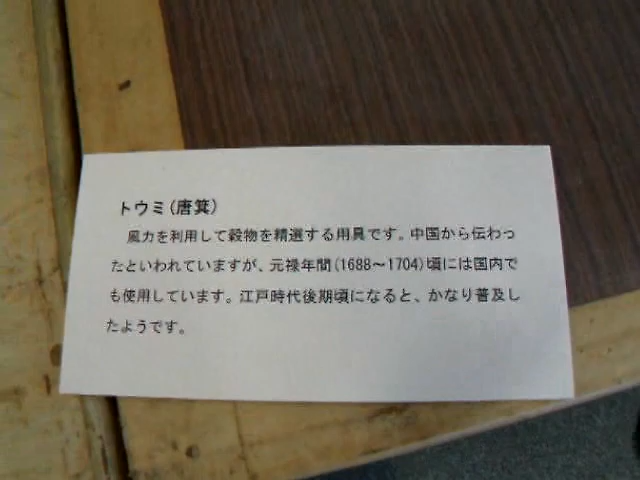 トウミ(唐箕)
風力を利用して穀物を精選する用具です。中国から伝わっ
たといわれていますが、元禄年間(1688～1704)頃には国内で
も使用しています。江戸時代後期頃になると、かなり普及し
たようです。